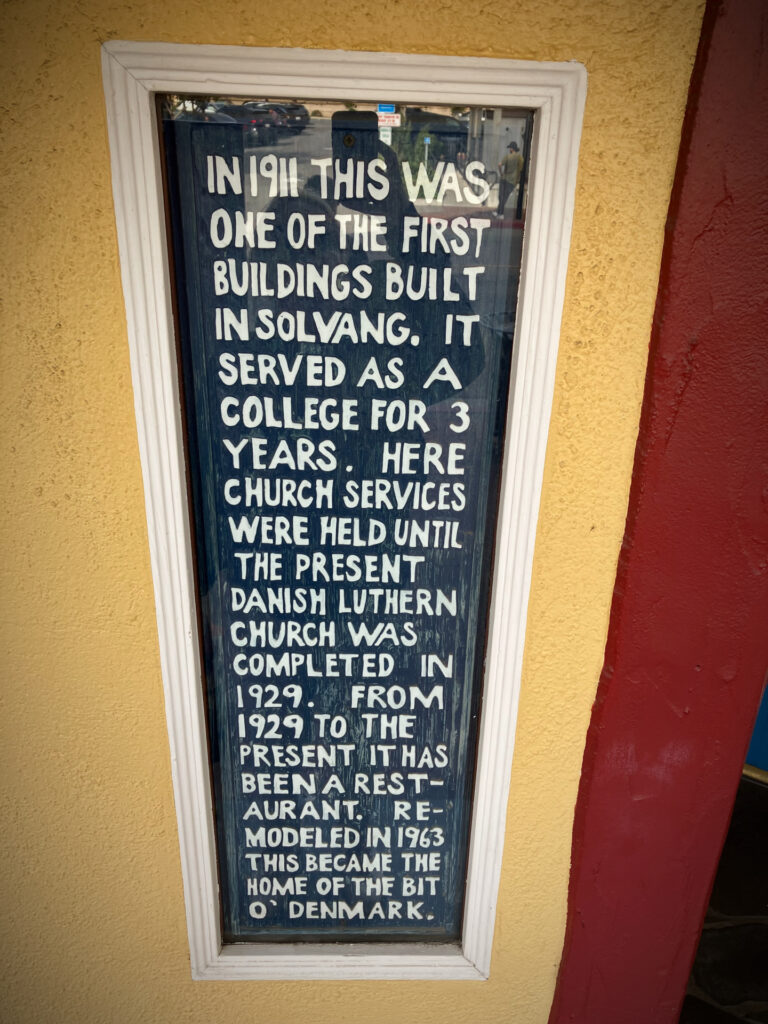 IN 1911 THIS WAS
ONE OF THE FIRST
BUILDINGS BUILT
IN SOLVANG. IT
SERVED AS A
COLLEGE FOR 3
YEARS. HERE
CHURCH SERVICES
WERE HELD UNTIL
THE PRESENT
DANISH LUTHERN
CHURCH WAS
COMPLETED IN
1929. FROM
1929 TO THE
PRESENT IT HAS
BEEN A REST-
AURANT. RE-
MODELED IN 1963
THIS BECAME THE
HOME OF THE BIT
O` DENMARK.